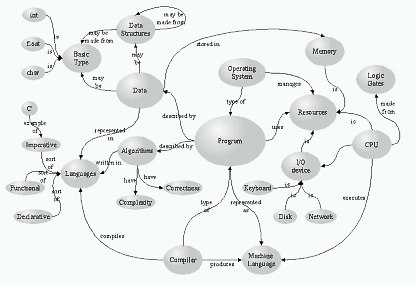 int
is
float
is
char
is
Basic
Type
may be
made from
Data
Structures
may be
made from
may
be
may
be
Data
stored in
Memory
is
Operating
System
manages
type of
Logic
Gates
made
from
Resources
is
CPU
is
uses
Program
described
by
described by
Algorithms
written in
represented
in
have
have
Complexity
Correctness
C
example
of
Imperative
sort
of
sort
of
Functional
sort
of
Declarative
Languages
I/O
device
Keyboard
is
is
is
Disk
Network
executes
type
of
represented
as
compiles
Compiler
produces
Machine
Language